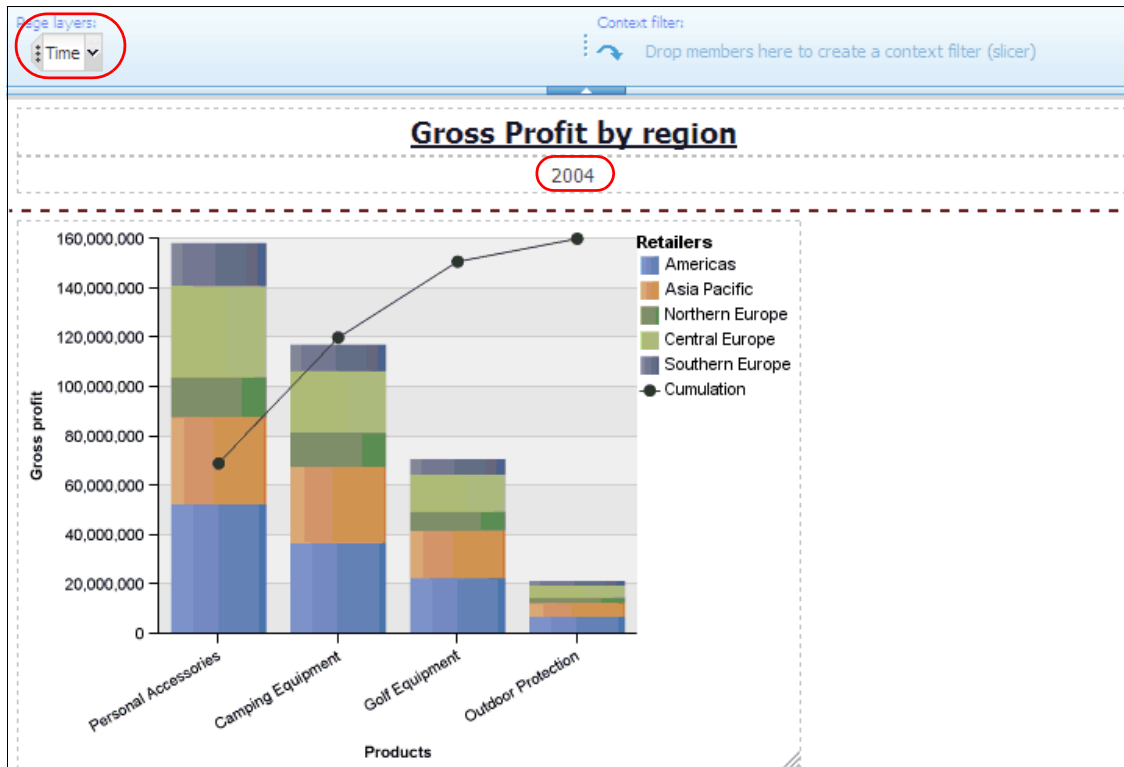 Page layers:
Time
Context filter:
Drop members here to create a context filter (slicer)
Gross Profit by region
2004
Gross profit
160,000,000
140,000,000
120,000,000
100,000,000
80,000,000
60,000,000
40,000,000
20,000,000
0
Personal Accessories
Camping Equipment
Golf Equipment
Outdoor Protection
Products
Retailers
Americas
Asia Pacific
Northern Europe
Central Europe
Southern Europe
Cumulation